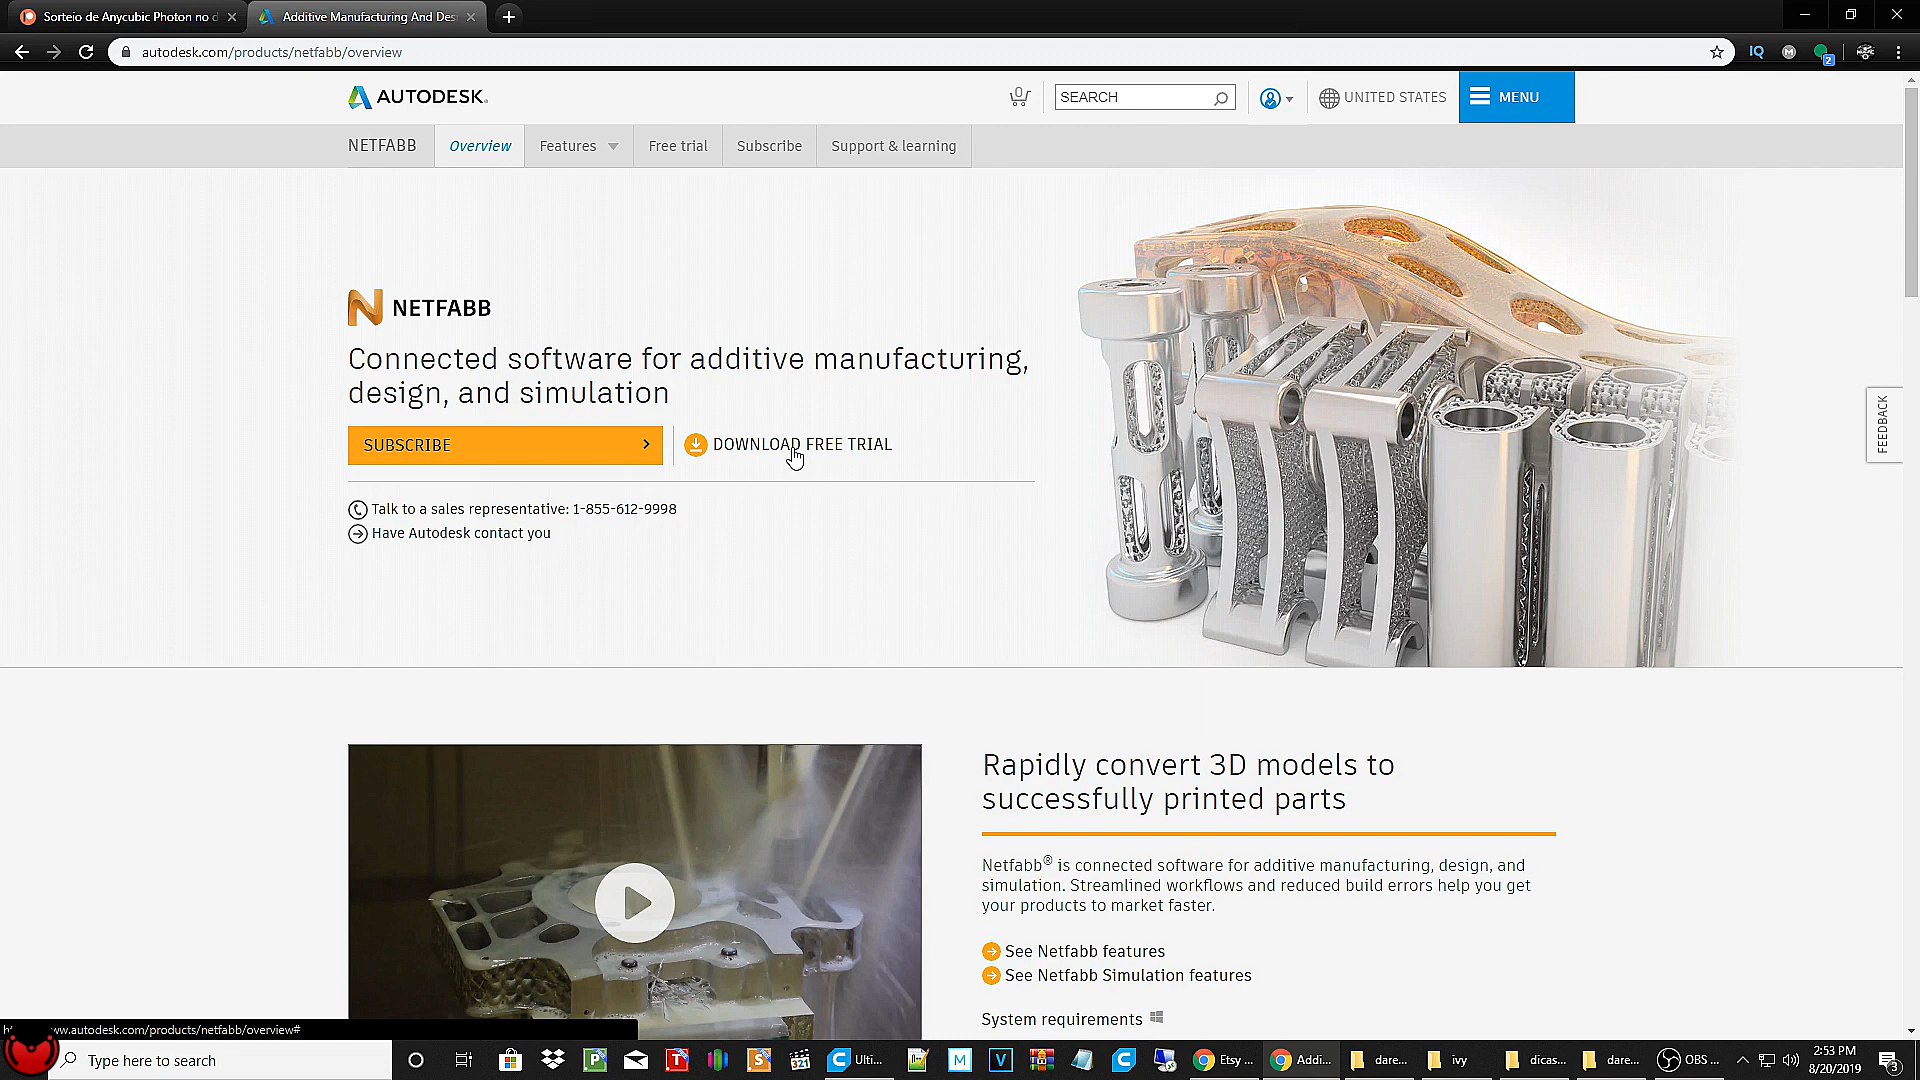 Sorteio de Anycubic Photon no d
Additive Manufacturing And Des
autodesk.com/products/netfabb/overview
IQ
M
2
AUTODESK.
0
SEARCH
UNITED STATES
MENU
NETFABB
Overview
Features
Free trial
Subscribe
Support & learning
NETFABB
Connected software for additive manufacturing,
design, and simulation
SUBSCRIBE
DOWNLOAD FREE TRIAL
Talk to a sales representative: 1-855-612-9998
Have Autodesk contact you
FEEDBACK
Rapidly convert 3D models to
successfully printed parts
Netfabb® is connected software for additive manufacturing, design, and
simulation. Streamlined workflows and reduced build errors help you get
your products to market faster.
See Netfabb features
See Netfabb Simulation features
System requirements
ww.autodesk.com/products/netfabb/overview#
Type here to search
Ulti...
Etsy ...
Addi...
dare...
ivy
dicas...
dare...
OBS ...
2:53 PM
8/20/2019
3